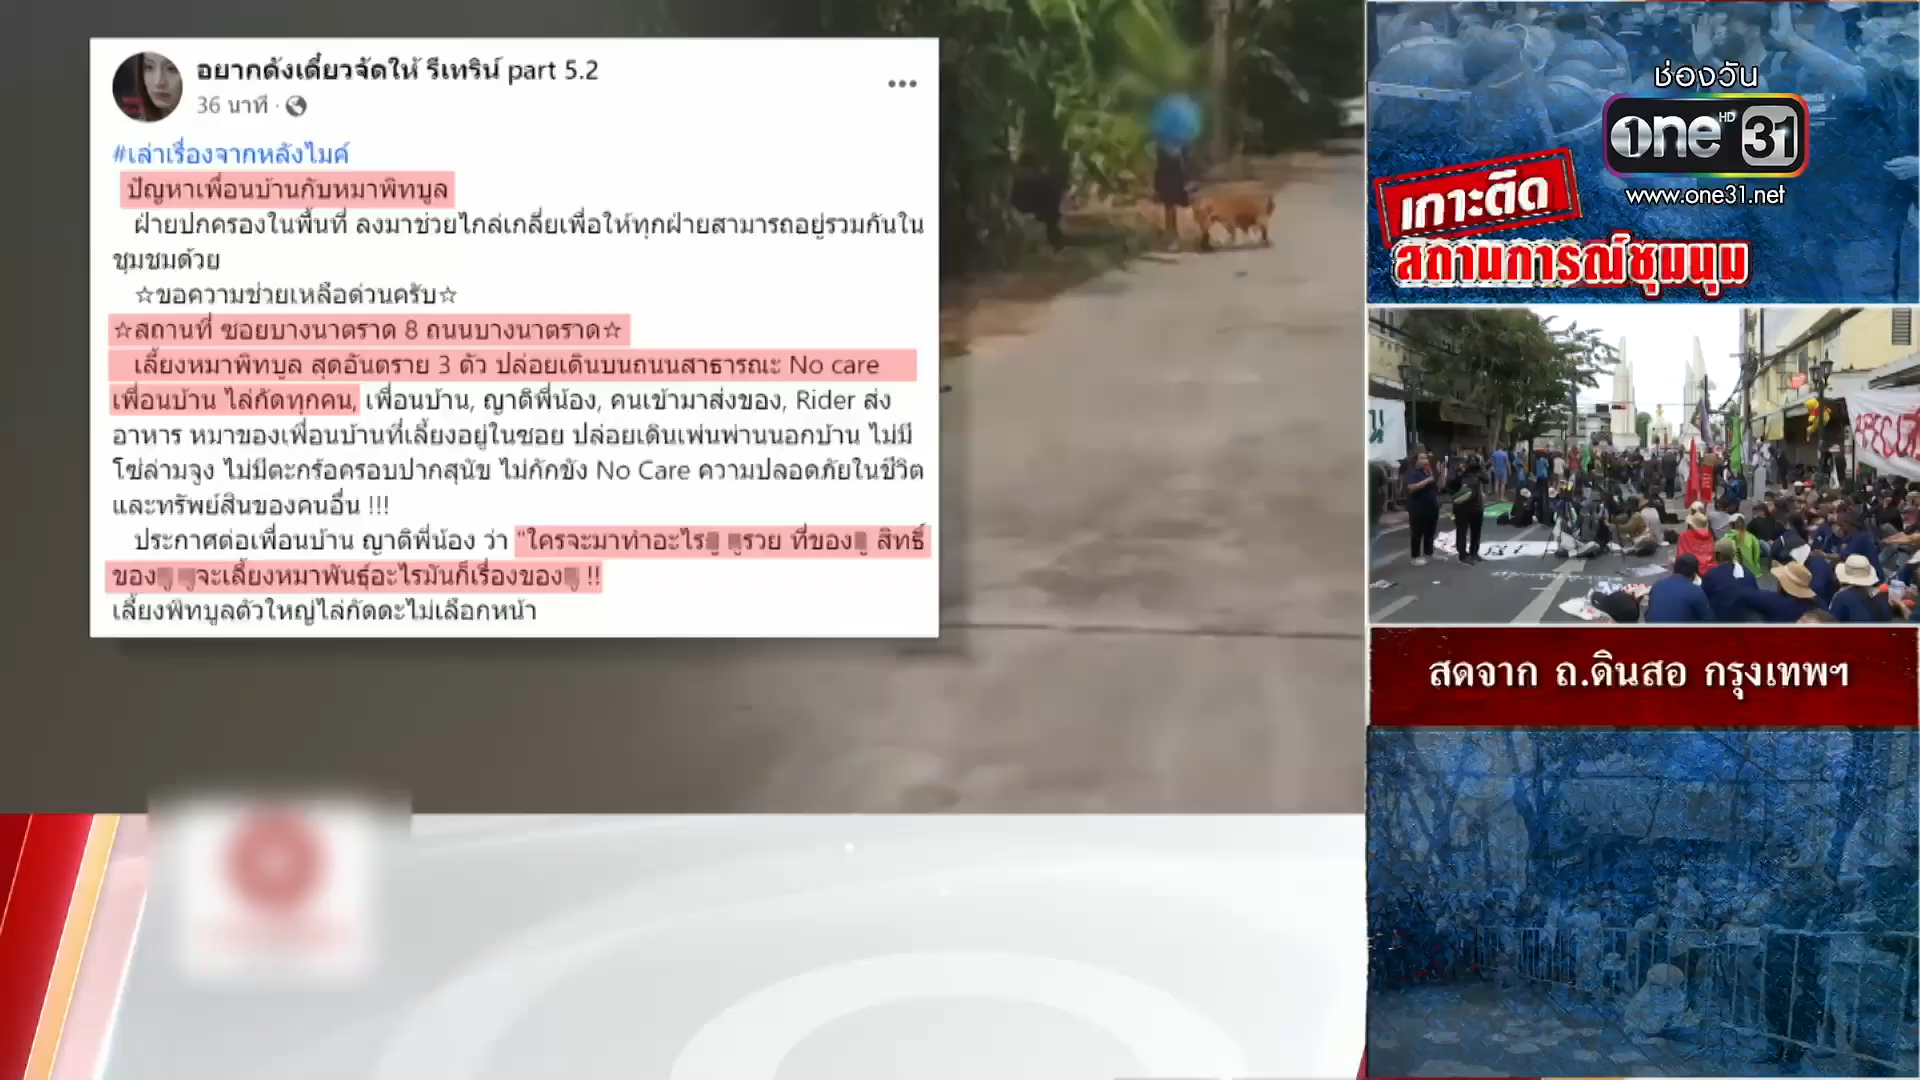 อยากดังเดี๋ยวจัดให้ รีเทริน์ part 5.2
36 นาที ·
#เล่าเรื่องจากหลังไมค์
ปัญหาเพื่อนบ้านกับหมาพิทบูล
ฝ่ายปกครองในพื้นที่ ลงมาช่วยไกล่เกลี่ยเพื่อให้ทุกฝ่ายสามารถอยู่รวมกันใน
ชุมชมด้วย
☆ขอความช่วยเหลือด่วนครับ☆
☆สถานที่ ซอยบางนาตราด 8 ถนนบางนาตราด☆
เลี้ยงหมาพิทบูล สุดอันตราย 3 ตัว ปล่อยเดินบนถนนสาธารณะ No care
เพื่อนบ้าน ไล่กัดทุกคน, เพื่อนบ้าน, ญาติพี่น้อง, คนเข้ามาส่งของ, Rider ส่ง
อาหาร หมาของเพื่อนบ้านที่เลี้ยงอยู่ในซอย ปล่อยเดินเพ่นพ่านนอกบ้าน ไม่มี
โซ่ล่ามจูง ไม่มีตะกร้อครอบปากสุนัข ไม่กักขัง No Care ความปลอดภัยในชีวิต
และทรัพย์สินของคนอื่น !!!
ประกาศต่อเพื่อนบ้าน ญาติพี่น้อง ว่า "ใครจะมาทำอะไร รวย ที่ของ สิทธิ์
ของ จะเลี้ยงหมาพันธุ์อะไรมันก็เรื่องของ !!
เลี้ยงพิทบูลตัวใหญ่ไล่กัดดะไม่เลือกหน้า
ช่องวัน
one HD 31
www.one31.net
เกาะติด
สถานการณ์ชุมนุม
สดจาก ถ.ดินสอ กรุงเทพฯ